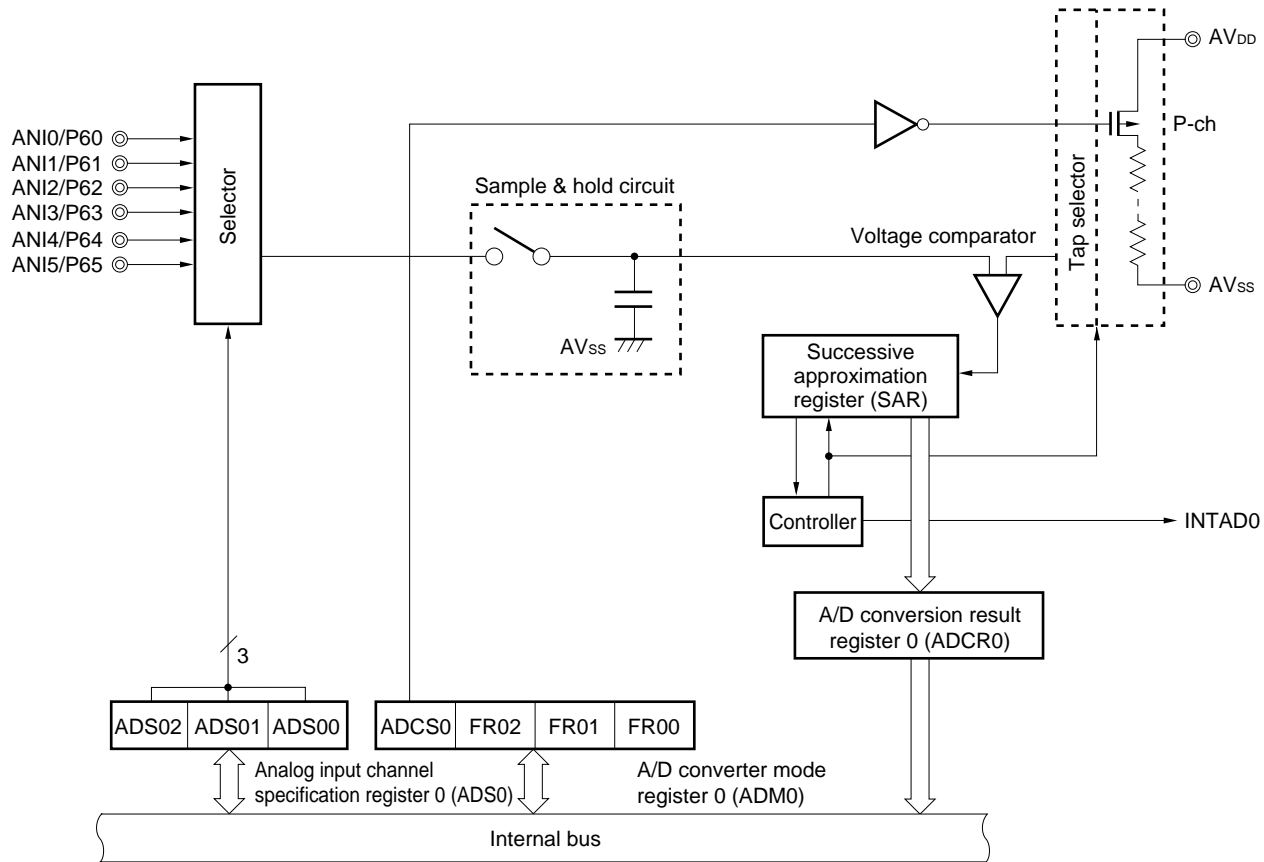 AVDD
P-ch
Tap selector
AVSS
ANI0/P60
ANI1/P61
ANI2/P62
ANI3/P63
ANI4/P64
ANI5/P65
Selector
Sample & hold circuit
AVSS
Voltage comparator
Successive
approximation
register (SAR)
Controller
INTAD0
A/D conversion result
register 0 (ADCR0)
3
ADS02 ADS01 ADS00
ADCS0 FR02 FR01 FR00
Analog input channel
specification register 0 (ADS0)
A/D converter mode
register 0 (ADM0)
Internal bus